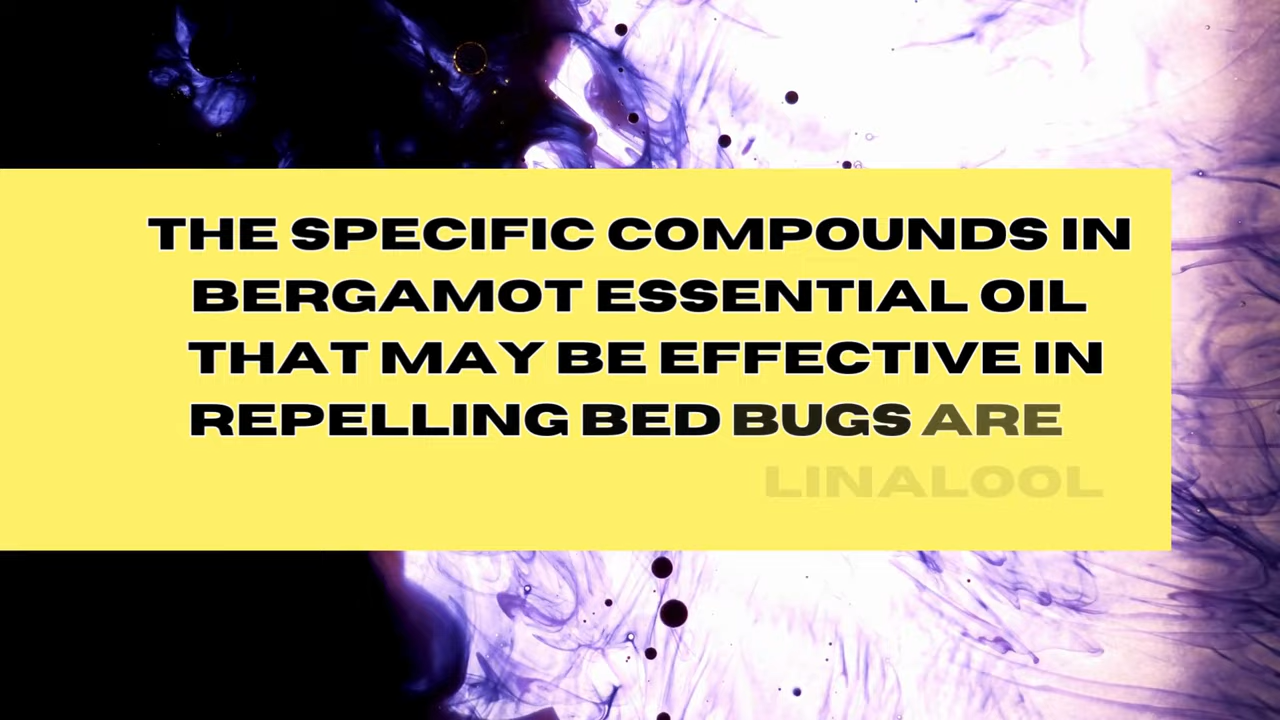 THE SPECIFIC COMPOUNDS IN
BERGAMOT ESSENTIAL OIL
THAT MAY BE EFFECTIVE IN
REPELLING BED BUGS ARE
LINALOOL